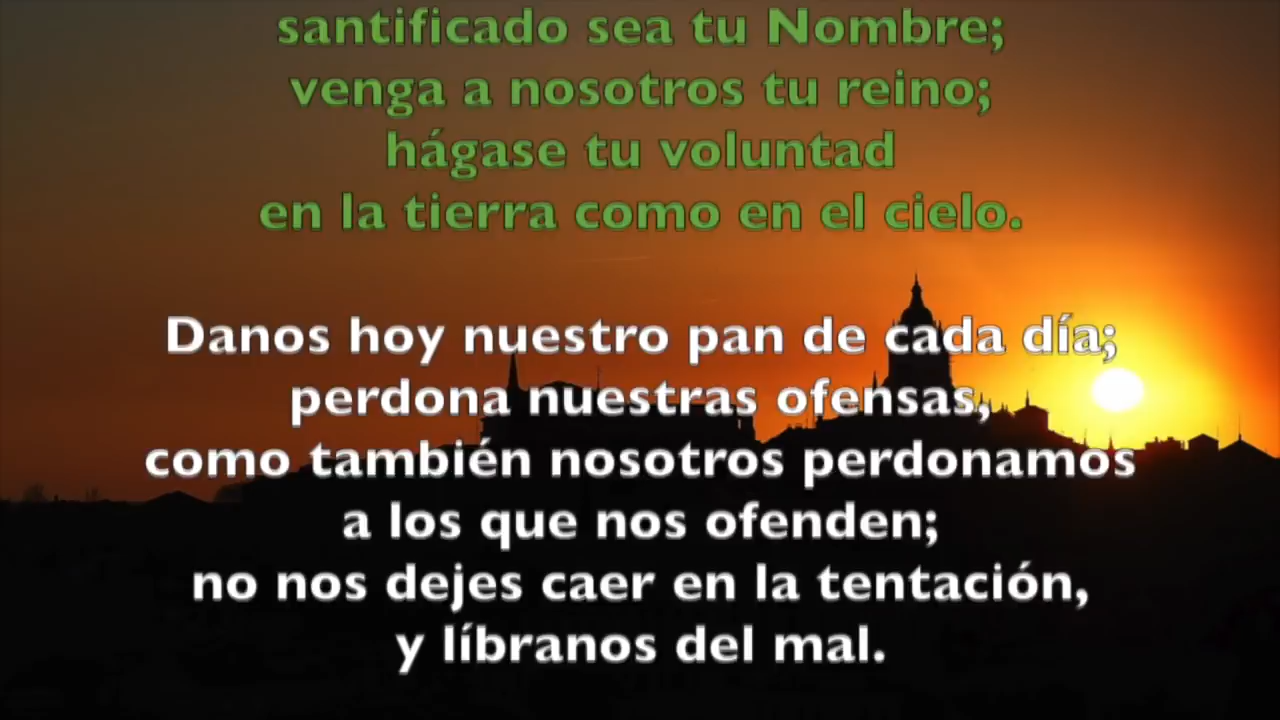 santificado sea tu Nombre;
venga a nosotros tu reino;
hágase tu voluntad
en la tierra como en el cielo.
Danos hoy nuestro pan de cada día;
perdona nuestras ofensas,
como también nosotros perdonamos
a los que nos ofenden;
no nos dejes caer en la tentación,
y líbranos del mal.